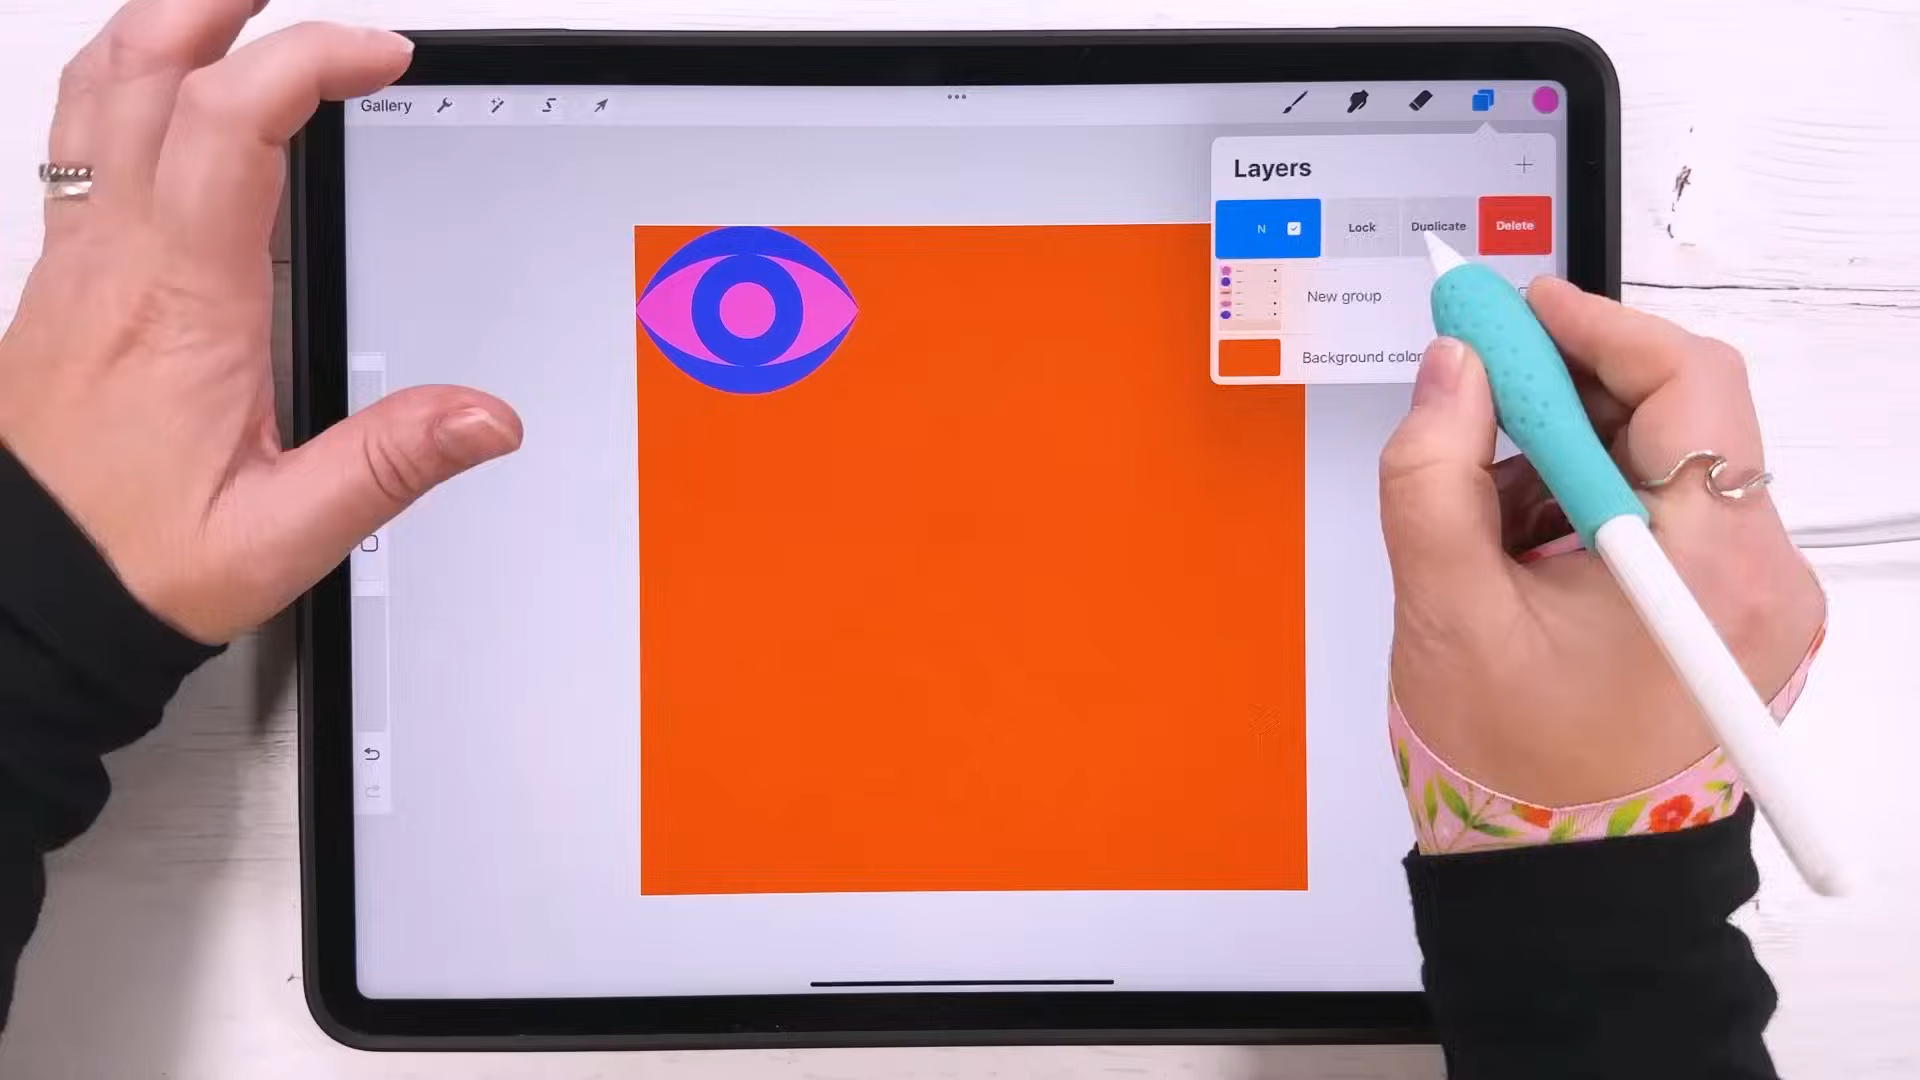 Gallery
Layers
N Lock Duplicate Delete
New group
Background color